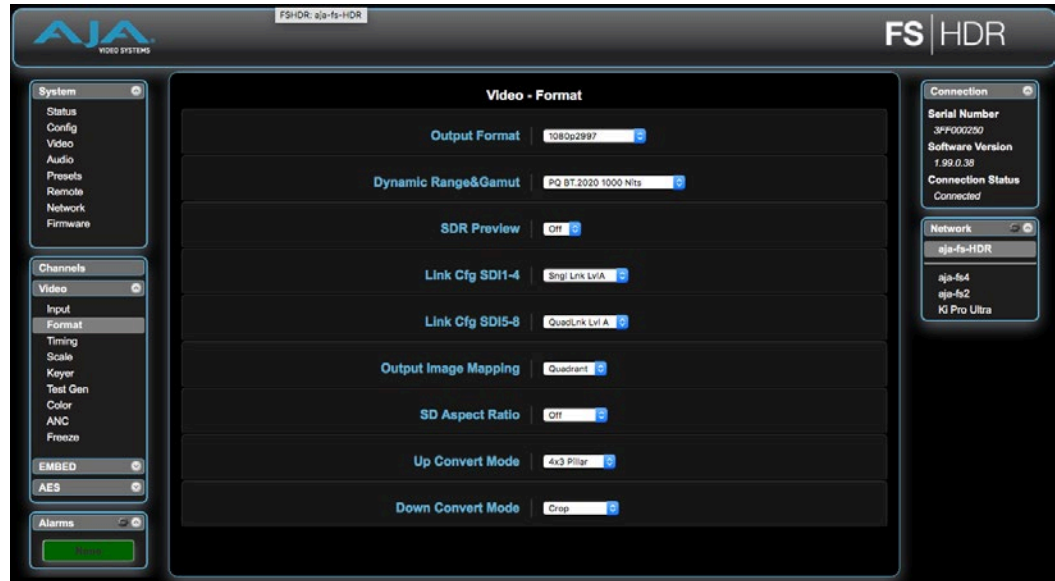 FSHDR: aja-fs-HDR
AJA
VIDEO SYSTEMS
FS|HDR
System
Status
Config
Video
Audio
Presets
Remote
Network
Firmware
Channels
Video
Input
Format
Timing
Scale
Keyer
Test Gen
Color
ANC
Freeze
EMBED
AES
Alarms
None
Video - Format
Output Format 1080p2997
Dynamic Range&Gamut PQ BT.2020 1000 Nits
SDR Preview Off
Link Cfg SDI1-4 Sngl Lnk LvlA
Link Cfg SDI5-8 QuadLnk Lvl A
Output Image Mapping Quadrant
SD Aspect Ratio Off
Up Convert Mode 4x3 Pillar
Down Convert Mode Crop
Connection
Serial Number
3FF000250
Software Version
1.99.0.38
Connection Status
Connected
Network
aja-fs-HDR
aja-fs4
aja-fs2
Ki Pro Ultra